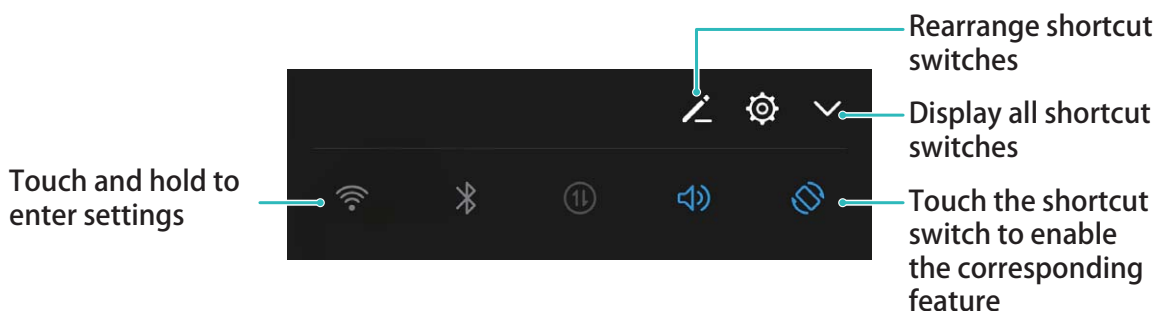 Rearrange shortcut
switches
Display all shortcut
switches
Touch and hold to
enter settings
Touch the shortcut
switch to enable
the corresponding
feature